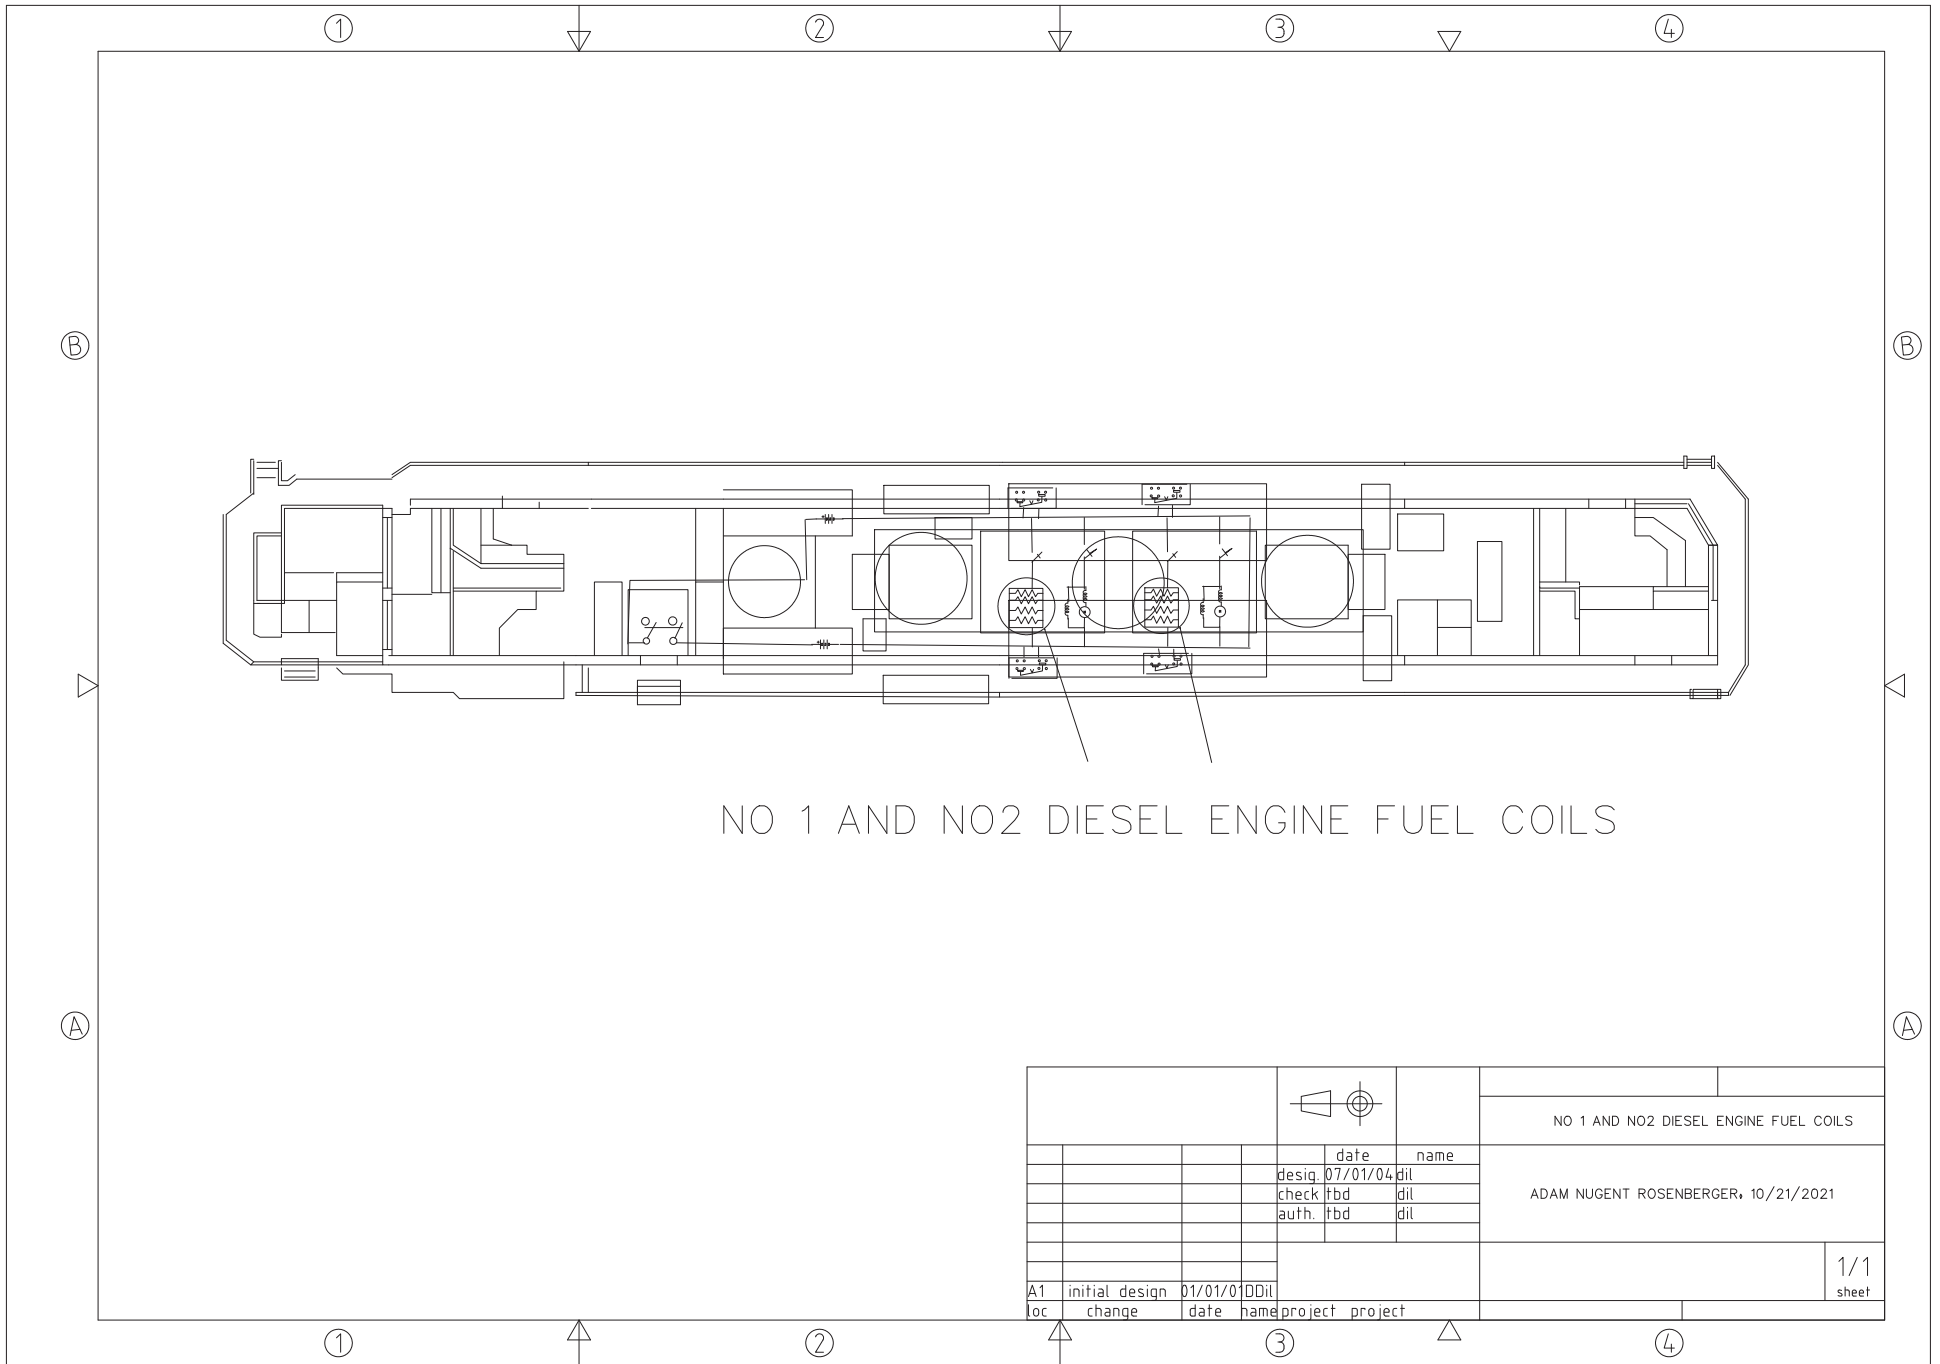 1 2 3 4
B B
NO 1 AND NO2 DIESEL ENGINE FUEL COILS
A A
NO 1 AND NO2 DIESEL ENGINE FUEL COILS
date name
desig. 07/01/04 dil
check tbd dil
auth. tbd dil
ADAM NUGENT ROSENBERGER, 10/21/2021
1/1
sheet
A1 initial design 01/01/01 DDil
loc change date name project project
1 2 3 4